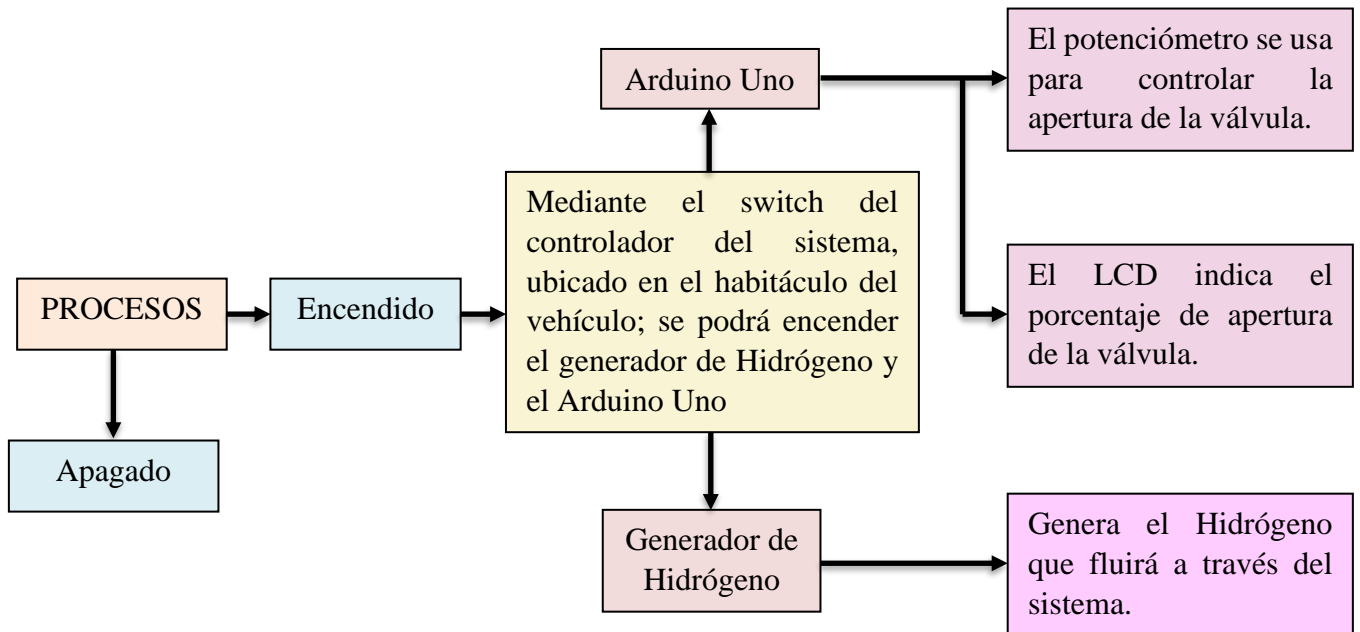 PROCESOS
Apagado
Encendido
Mediante el switch del
controlador del sistema,
ubicado en el habitáculo del
vehículo; se podrá encender
el generador de Hidrógeno y
el Arduino Uno
Arduino Uno
El potenciómetro se usa
para controlar la
apertura de la válvula.
El LCD indica el
porcentaje de apertura
de la válvula.
Generador de
Hidrógeno
Genera el Hidrógeno
que fluirá a través del
sistema.